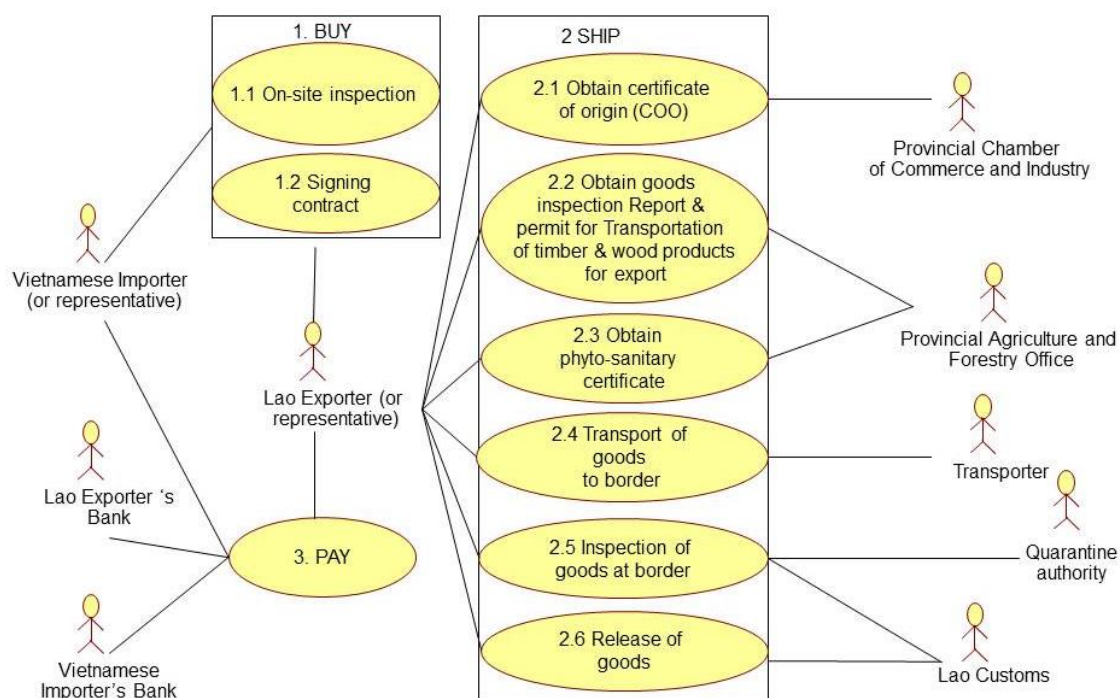 1. BUY
1.1 On-site inspection
1.2 Signing
contract
Vietnamese Importer
(or representative)
Lao Exporter (or
representative)
Lao Exporter ‘s
Bank
3. PAY
Vietnamese
Importer’s Bank
2 SHIP
2.1 Obtain certificate
of origin (COO)
2.2 Obtain goods
inspection Report &
permit for Transportation
of timber & wood products
for export
2.3 Obtain
phyto-sanitary
certificate
2.4 Transport of
goods
to border
2.5 Inspection of
goods at border
2.6 Release of
goods
Provincial Chamber
of Commerce and Industry
Provincial Agriculture and
Forestry Office
Transporter
Quarantine
authority
Lao Customs